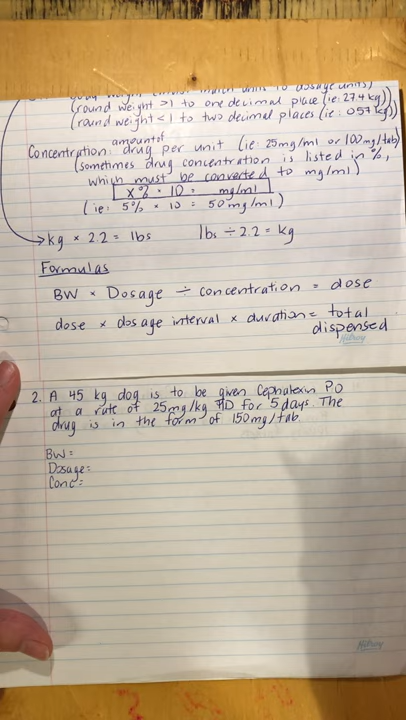 (round weight >1 to one decimal place (ie: 27.4 kg))
(round weight <1 to two decimal places (ie: 0.57 kg))
amount of
Concentration: drug per unit (ie: 25mg/ml or 100mg/tab)
(sometimes drug concentration is listed in %,
which must be converted to mg/ml)
x% × 10 = mg/ml
(ie: 5% × 10 = 50mg/ml)
kg × 2.2 = lbs lbs ÷ 2.2 = kg
Formulas
BW × Dosage ÷ concentration = dose
dose × dosage interval × duration = total
dispensed
Hilroy
2. A 45 kg dog is to be given Cephalexin PO
at a rate of 25mg/kg for 5 days. The
drug is in the form of 150mg/tab.
BW:
Dosage:
Conc:
Hilroy